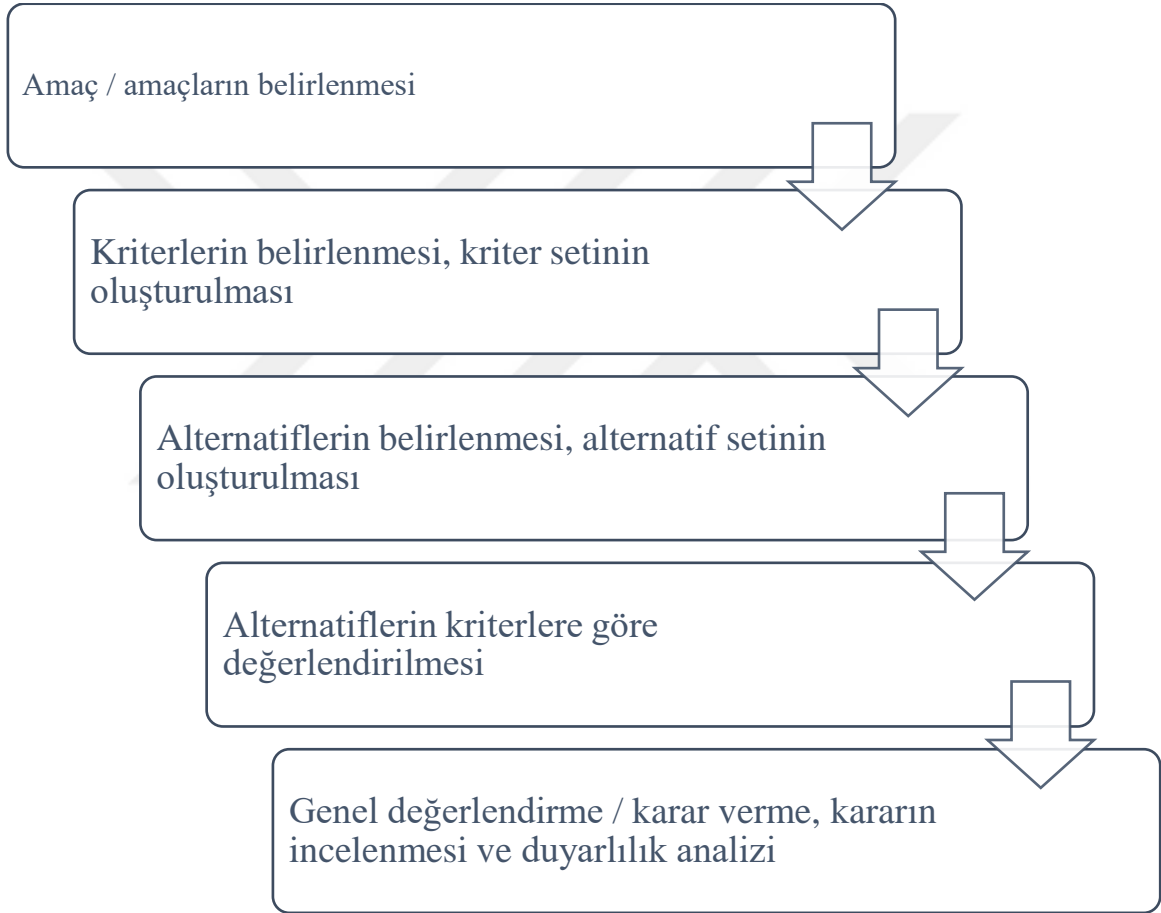 Amaç / amaçların belirlenmesi
Kriterlerin belirlenmesi, kriter setinin
oluşturulması
Alternatiflerin belirlenmesi, alternatif setinin
oluşturulması
Alternatiflerin kriterlere göre
değerlendirilmesi
Genel değerlendirme / karar verme, kararın
incelenmesi ve duyarlılık analizi